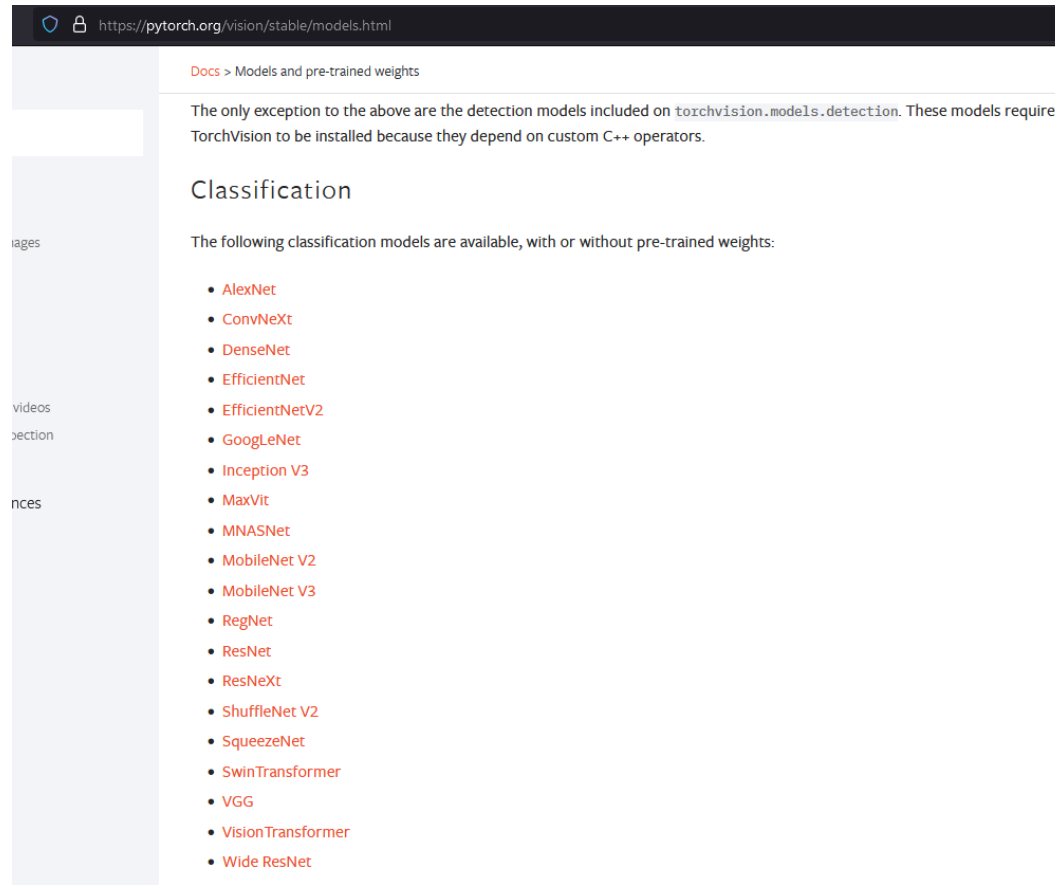 https://pytorch.org/vision/stable/models.html
Docs > Models and pre-trained weights
The only exception to the above are the detection models included on torchvision.models.detection. These models require
TorchVision to be installed because they depend on custom C++ operators.
Classification
The following classification models are available, with or without pre-trained weights:
AlexNet
ConvNeXt
DenseNet
EfficientNet
EfficientNetV2
GoogLeNet
Inception V3
MaxVit
MNASNet
MobileNet V2
MobileNet V3
RegNet
ResNet
ResNeXt
ShuffleNet V2
SqueezeNet
SwinTransformer
VGG
VisionTransformer
Wide ResNet
videos